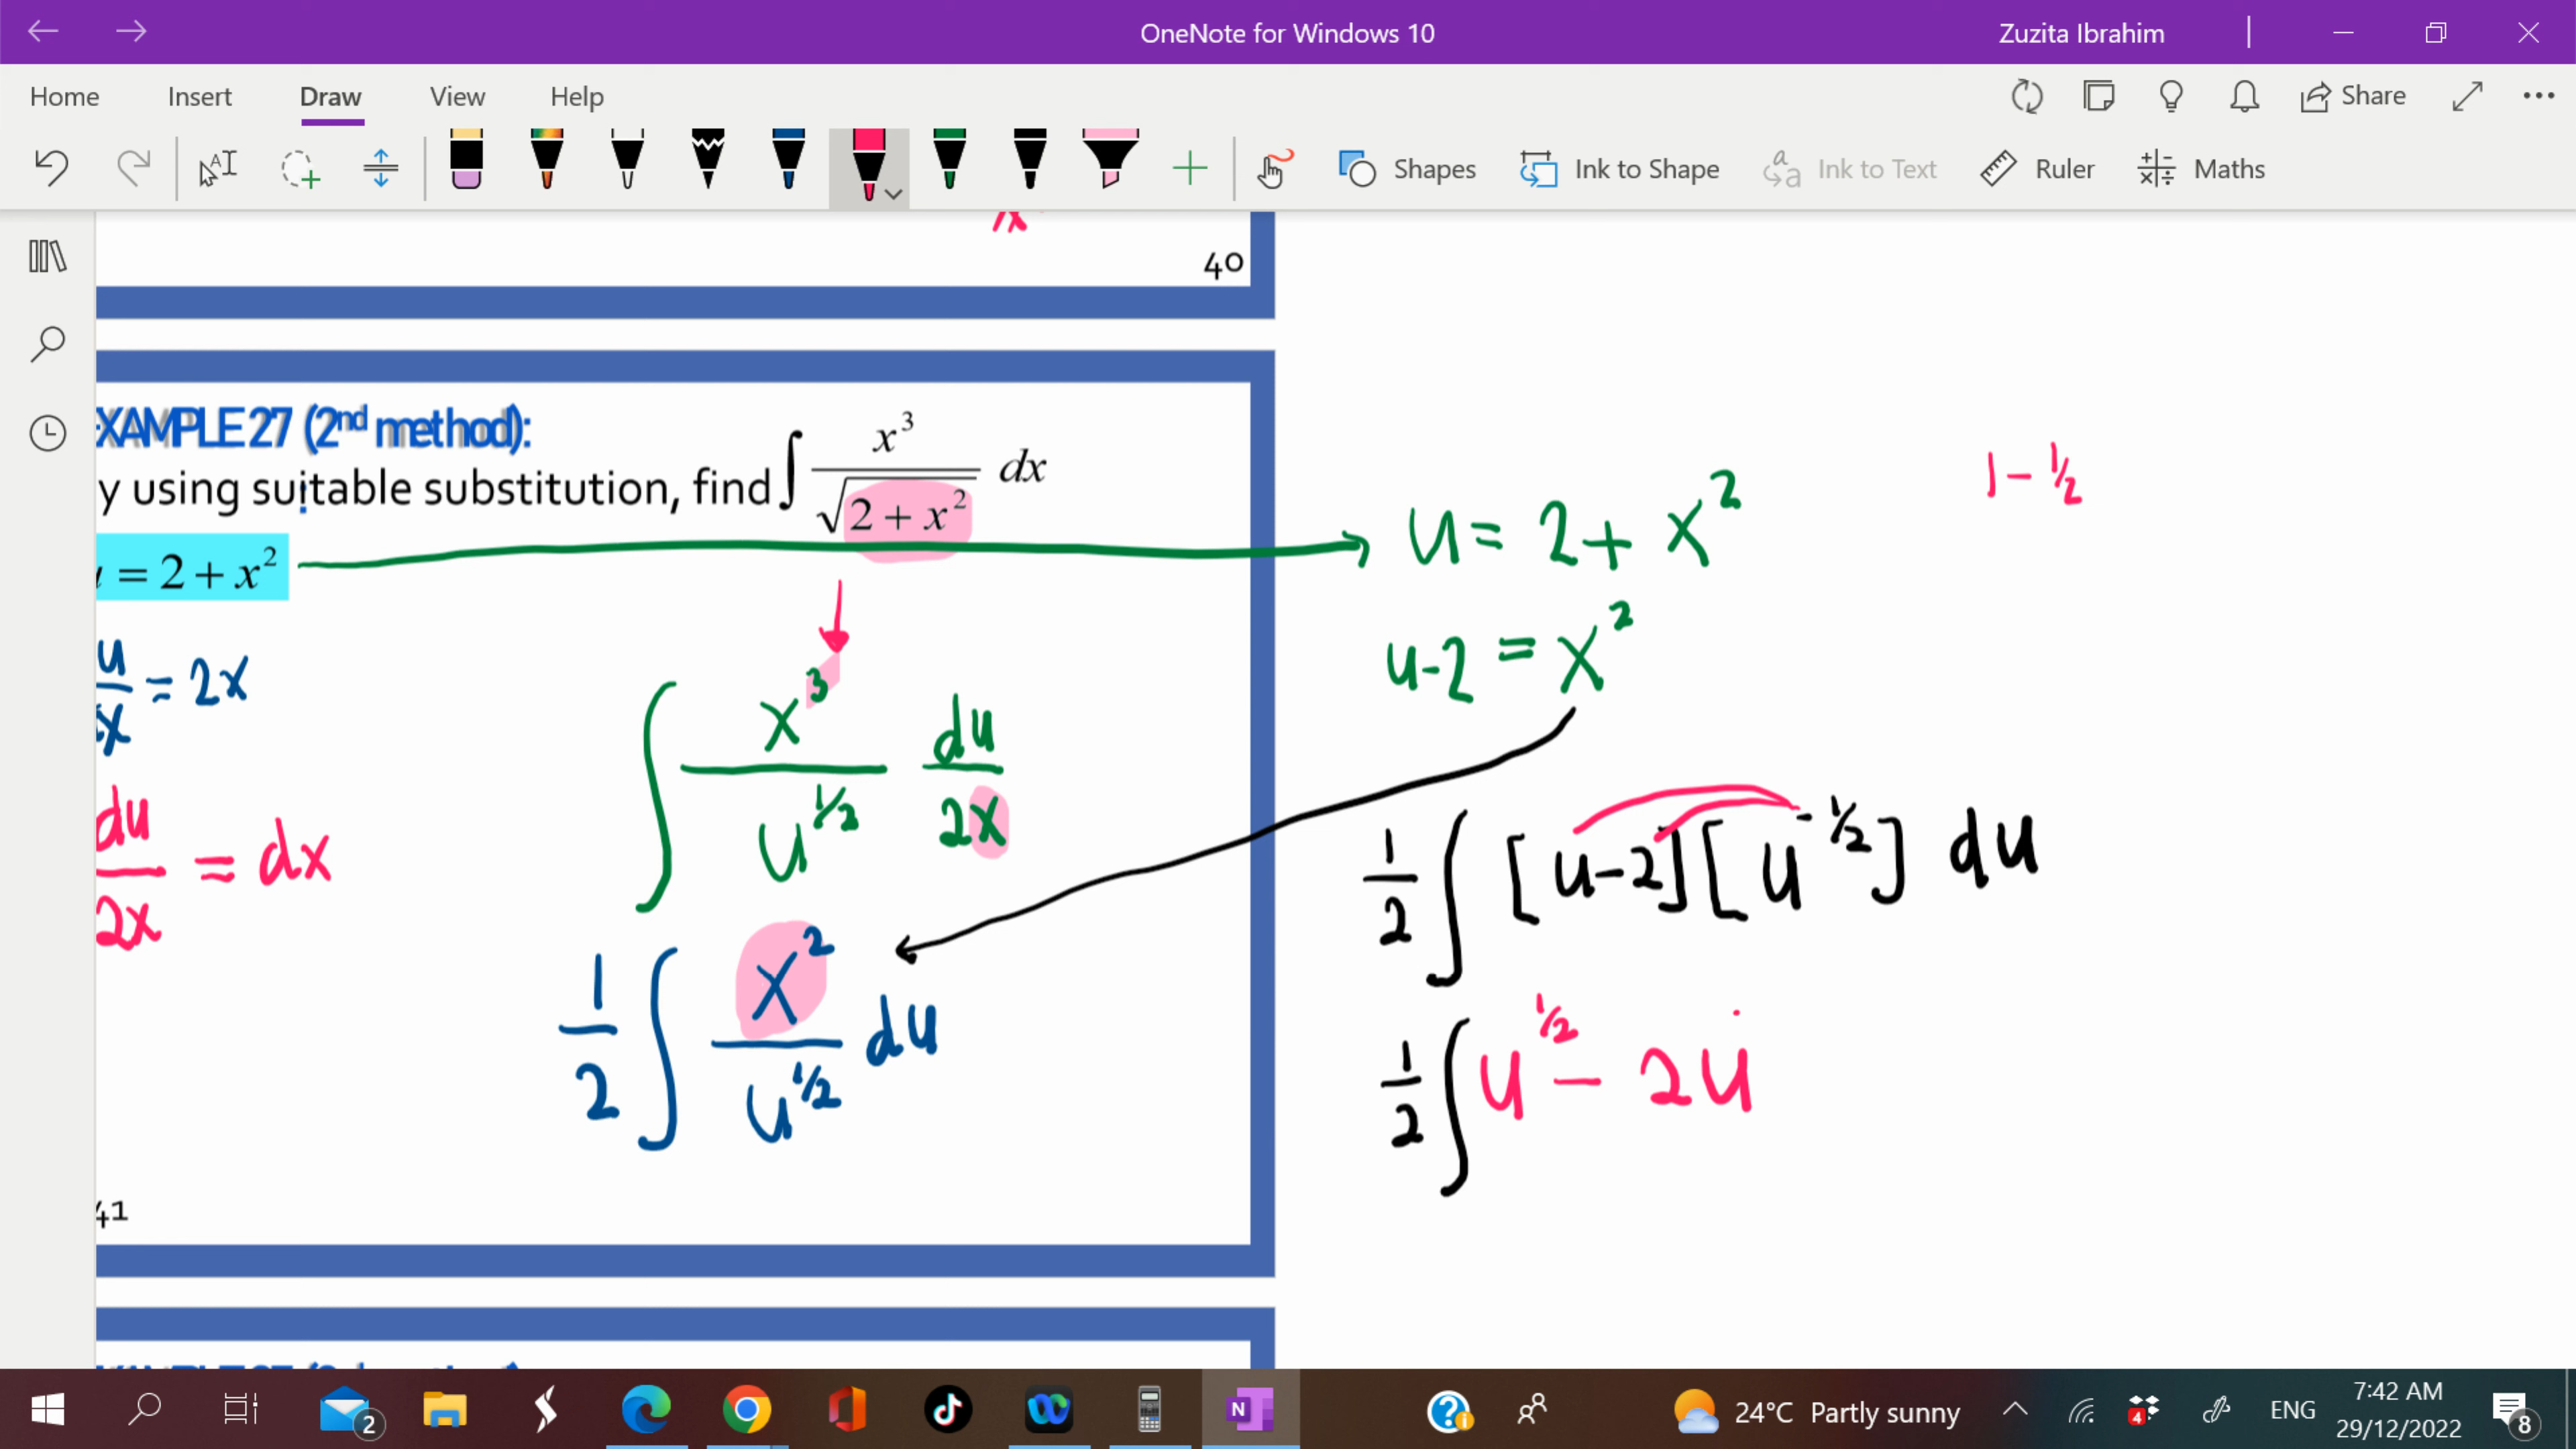 OneNote for Windows 10
Zuzita Ibrahim
Home Insert Draw View Help
Share
Shapes Ink to Shape Ink to Text Ruler Maths
x
40
XAMPLE 27 (2nd method):
y using suitable substitution, find ∫ x³ / √(2 + x²) dx
= 2 + x²
u/x = 2x
du/2x = dx
∫ x³ / u^(1/2) du/2x
1/2 ∫ x² / u^(1/2) du
41
u = 2 + x²
u - 2 = x²
1 - 1/2
1/2 ∫ [u - 2][u^(-1/2)] du
1/2 ∫ u^(1/2) - 2u
2
N
24°C Partly sunny
4
ENG
7:42 AM
29/12/2022
8